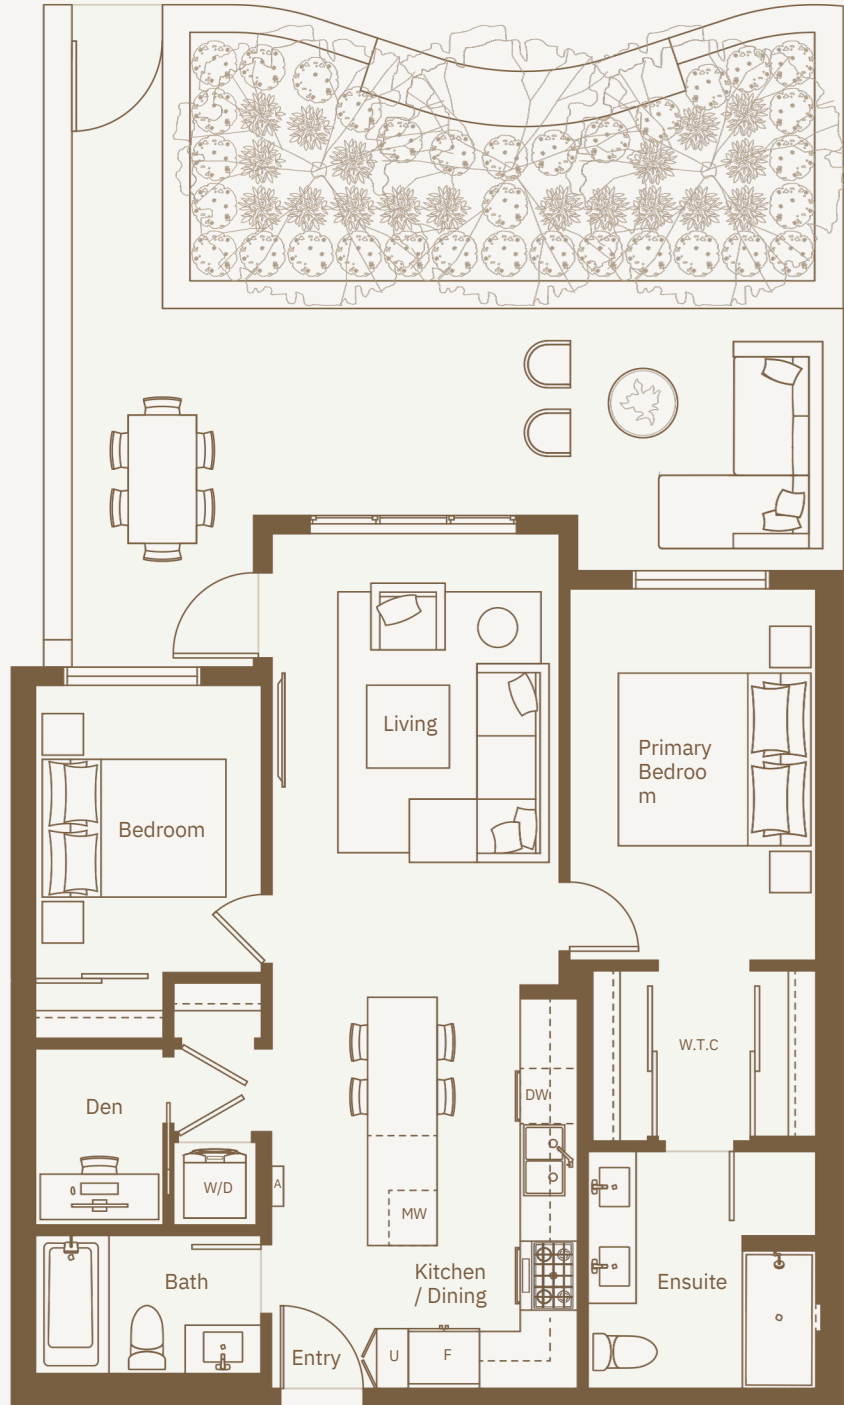 Living
Primary
Bedroo
m
Bedroom
W.T.C
DW
Den
A
W/D
MW
Kitchen
/ Dining
Bath
Ensuite
Entry
U
F